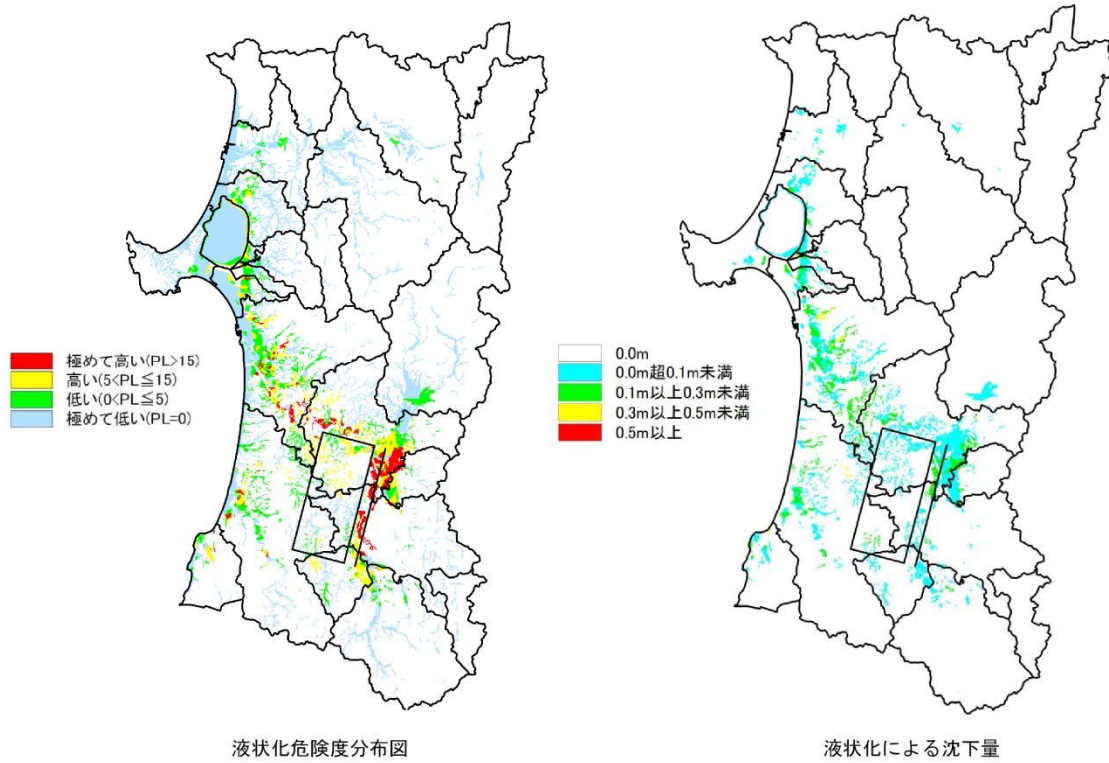 極めて高い(PL>15)
高い(5<PL≦15)
低い(0<PL≦5)
極めて低い(PL=0)
0.0m
0.0m超0.1m未満
0.1m以上0.3m未満
0.3m以上0.5m未満
0.5m以上
液状化危険度分布図
液状化による沈下量